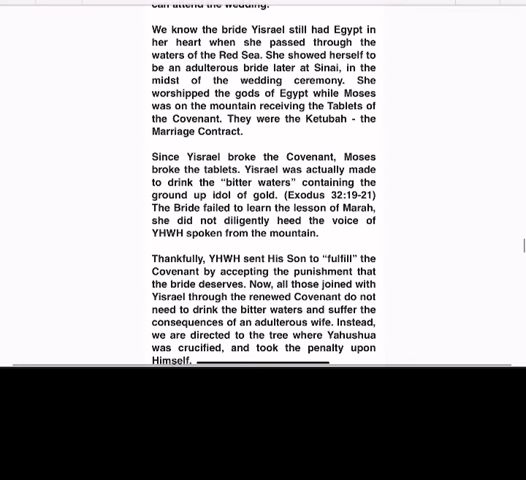 can attend the wedding.
We know the bride Yisrael still had Egypt in
her heart when she passed through the
waters of the Red Sea. She showed herself to
be an adulterous bride later at Sinai, in the
midst of the wedding ceremony. She
worshipped the gods of Egypt while Moses
was on the mountain receiving the Tablets of
the Covenant. They were the Ketubah - the
Marriage Contract.
Since Yisrael broke the Covenant, Moses
broke the tablets. Yisrael was actually made
to drink the “bitter waters” containing the
ground up idol of gold. (Exodus 32:19-21)
The Bride failed to learn the lesson of Marah,
she did not diligently heed the voice of
YHWH spoken from the mountain.
Thankfully, YHWH sent His Son to “fulfill” the
Covenant by accepting the punishment that
the bride deserves. Now, all those joined with
Yisrael through the renewed Covenant do not
need to drink the bitter waters and suffer the
consequences of an adulterous wife. Instead,
we are directed to the tree where Yahushua
was crucified, and took the penalty upon
Himself.